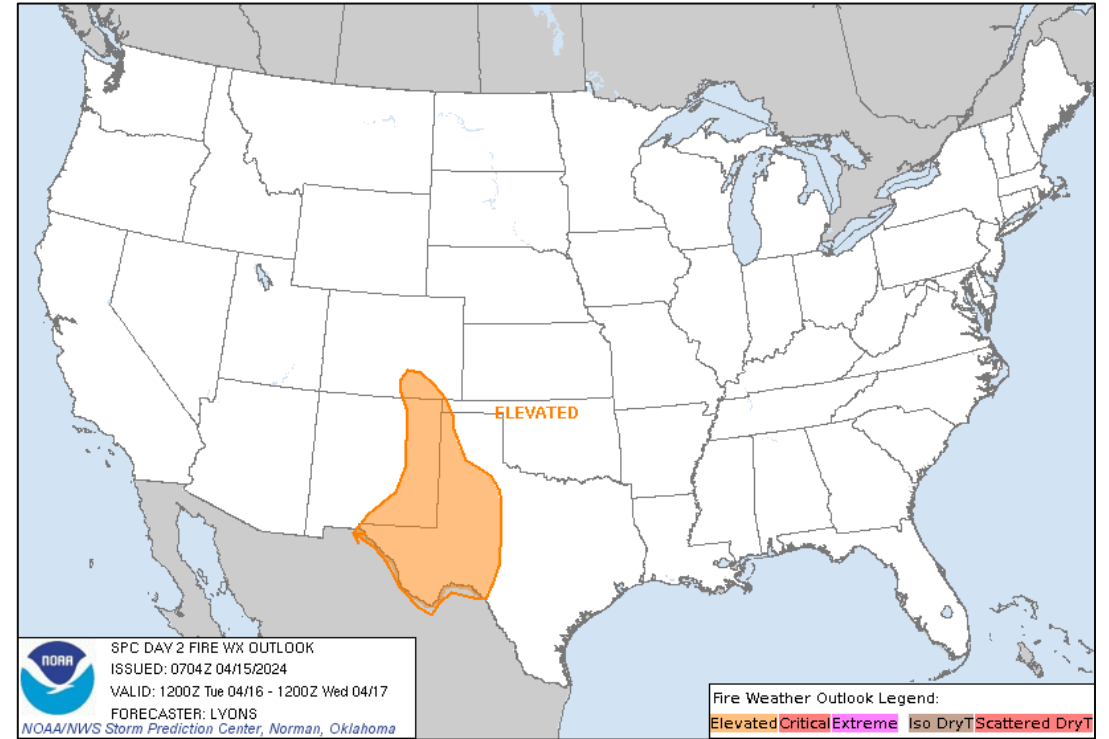 ELEVATED
NOAA
SPC DAY 2 FIRE WX OUTLOOK
ISSUED: 0704Z 04/15/2024
VALID: 1200Z Tue 04/16 - 1200Z Wed 04/17
FORECASTER: LYONS
NOAA/NWS Storm Prediction Center, Norman, Oklahoma
Fire Weather Outlook Legend:
Elevated Critical Extreme Iso DryT Scattered DryT